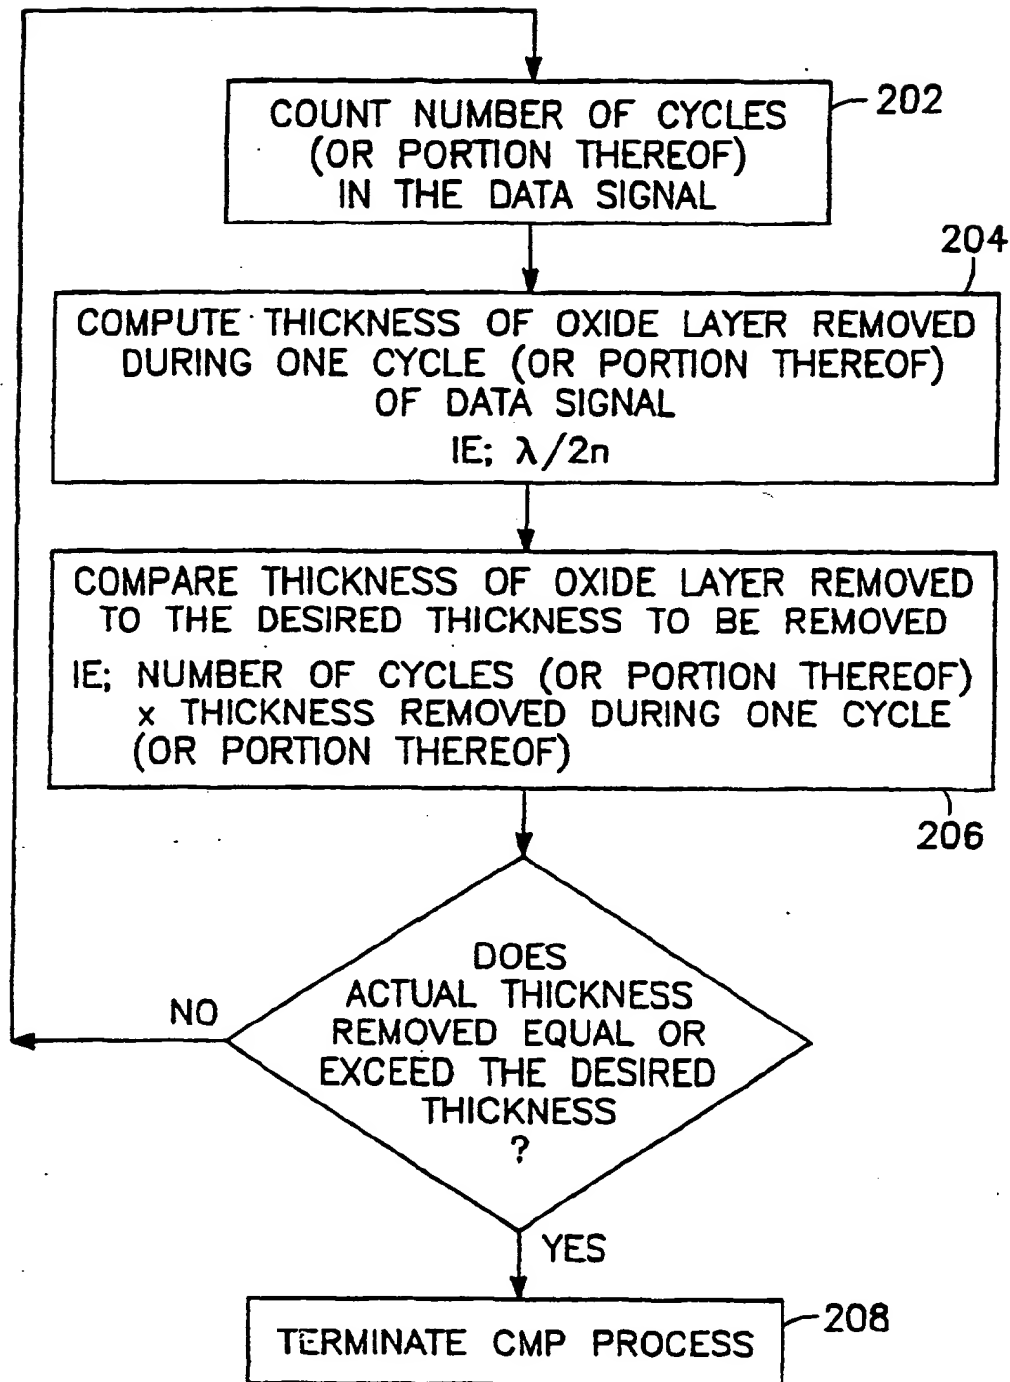 COUNT NUMBER OF CYCLES
(OR PORTION THEREOF)
IN THE DATA SIGNAL
202
204
COMPUTE THICKNESS OF OXIDE LAYER REMOVED
DURING ONE CYCLE (OR PORTION THEREOF)
OF DATA SIGNAL
IE; λ/2n
COMPARE THICKNESS OF OXIDE LAYER REMOVED
TO THE DESIRED THICKNESS TO BE REMOVED
IE; NUMBER OF CYCLES (OR PORTION THEREOF)
x THICKNESS REMOVED DURING ONE CYCLE
(OR PORTION THEREOF)
206
DOES
ACTUAL THICKNESS
REMOVED EQUAL OR
EXCEED THE DESIRED
THICKNESS
?
NO
YES
TERMINATE CMP PROCESS
208